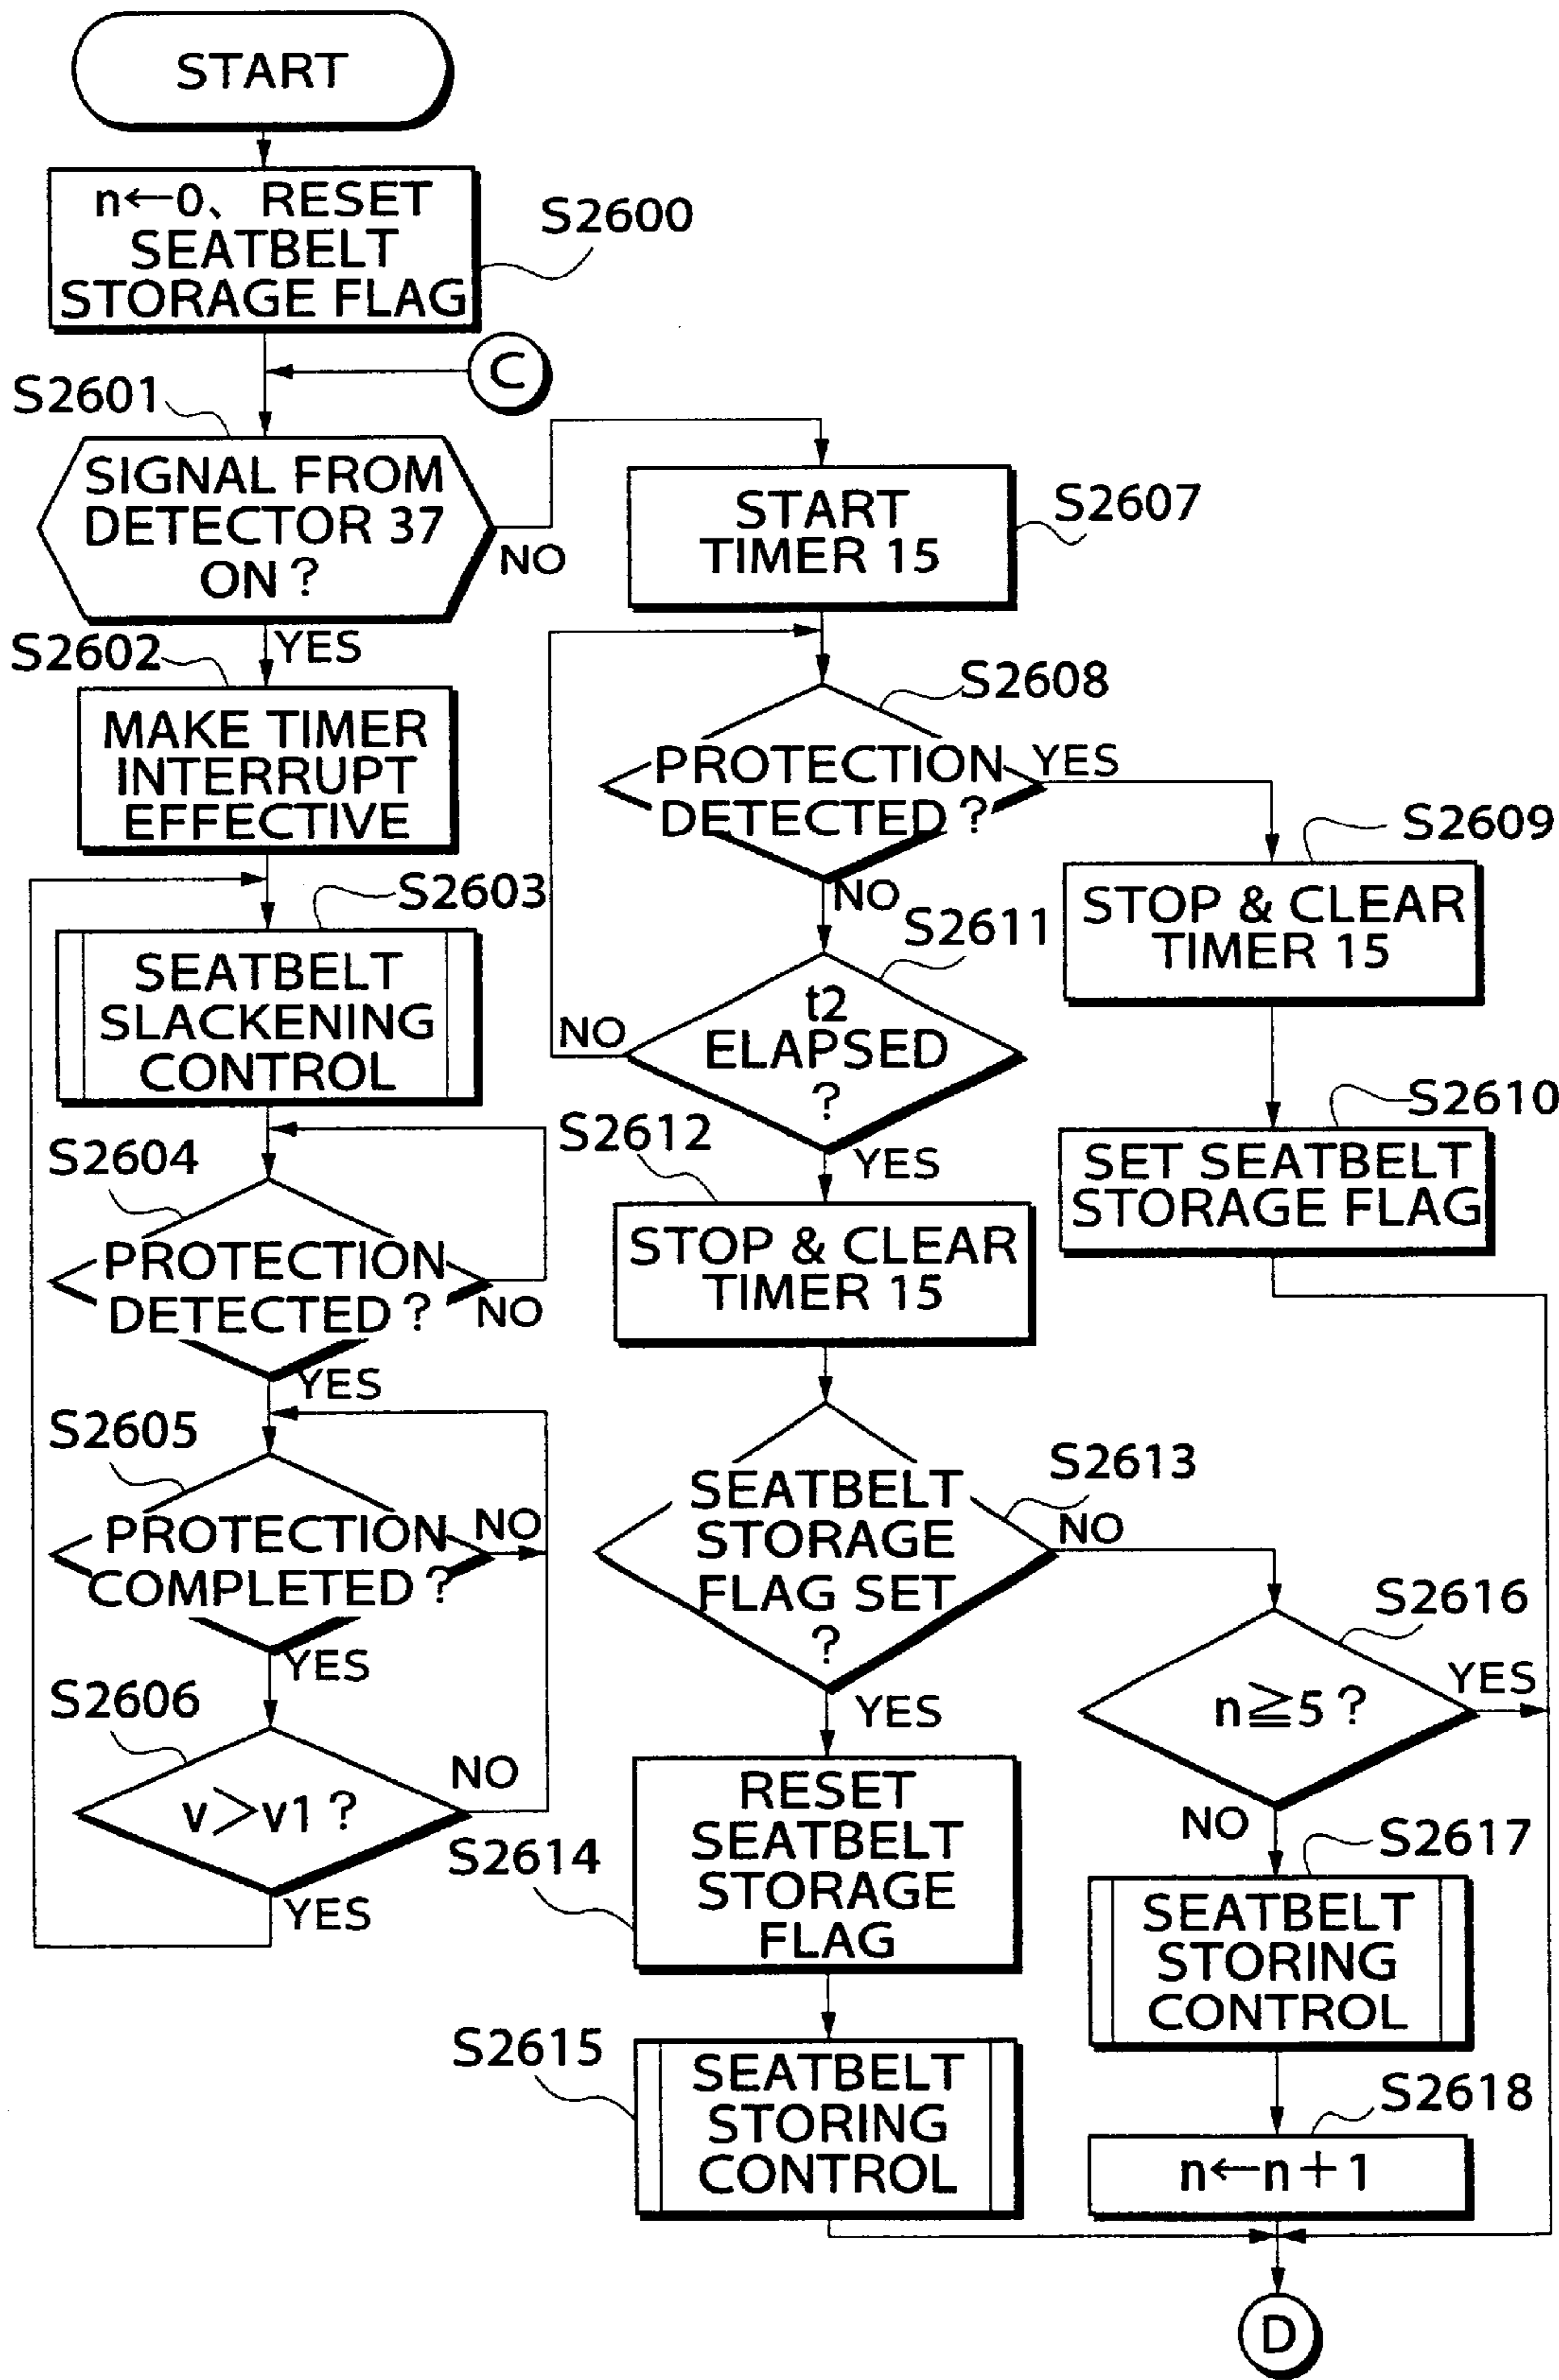 START
n←0、 RESET
SEATBELT
STORAGE FLAG
S2600
C
S2601
SIGNAL FROM
DETECTOR 37
ON ?
NO
YES
S2602
MAKE TIMER
INTERRUPT
EFFECTIVE
S2603
SEATBELT
SLACKENING
CONTROL
S2604
PROTECTION
DETECTED ?
NO
YES
S2605
PROTECTION
COMPLETED ?
NO
YES
S2606
v>v1 ?
NO
YES
START
TIMER 15
S2607
S2608
PROTECTION
DETECTED ?
YES
NO
S2609
STOP & CLEAR
TIMER 15
S2610
SET SEATBELT
STORAGE FLAG
S2611
t2
ELAPSED
?
NO
YES
S2612
STOP & CLEAR
TIMER 15
S2613
SEATBELT
STORAGE
FLAG SET
?
NO
YES
S2614
RESET
SEATBELT
STORAGE
FLAG
S2615
SEATBELT
STORING
CONTROL
S2616
n≧5 ?
YES
NO
S2617
SEATBELT
STORING
CONTROL
S2618
n←n+1
D